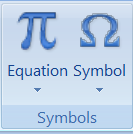 π Ω
Equation Symbol
Symbols